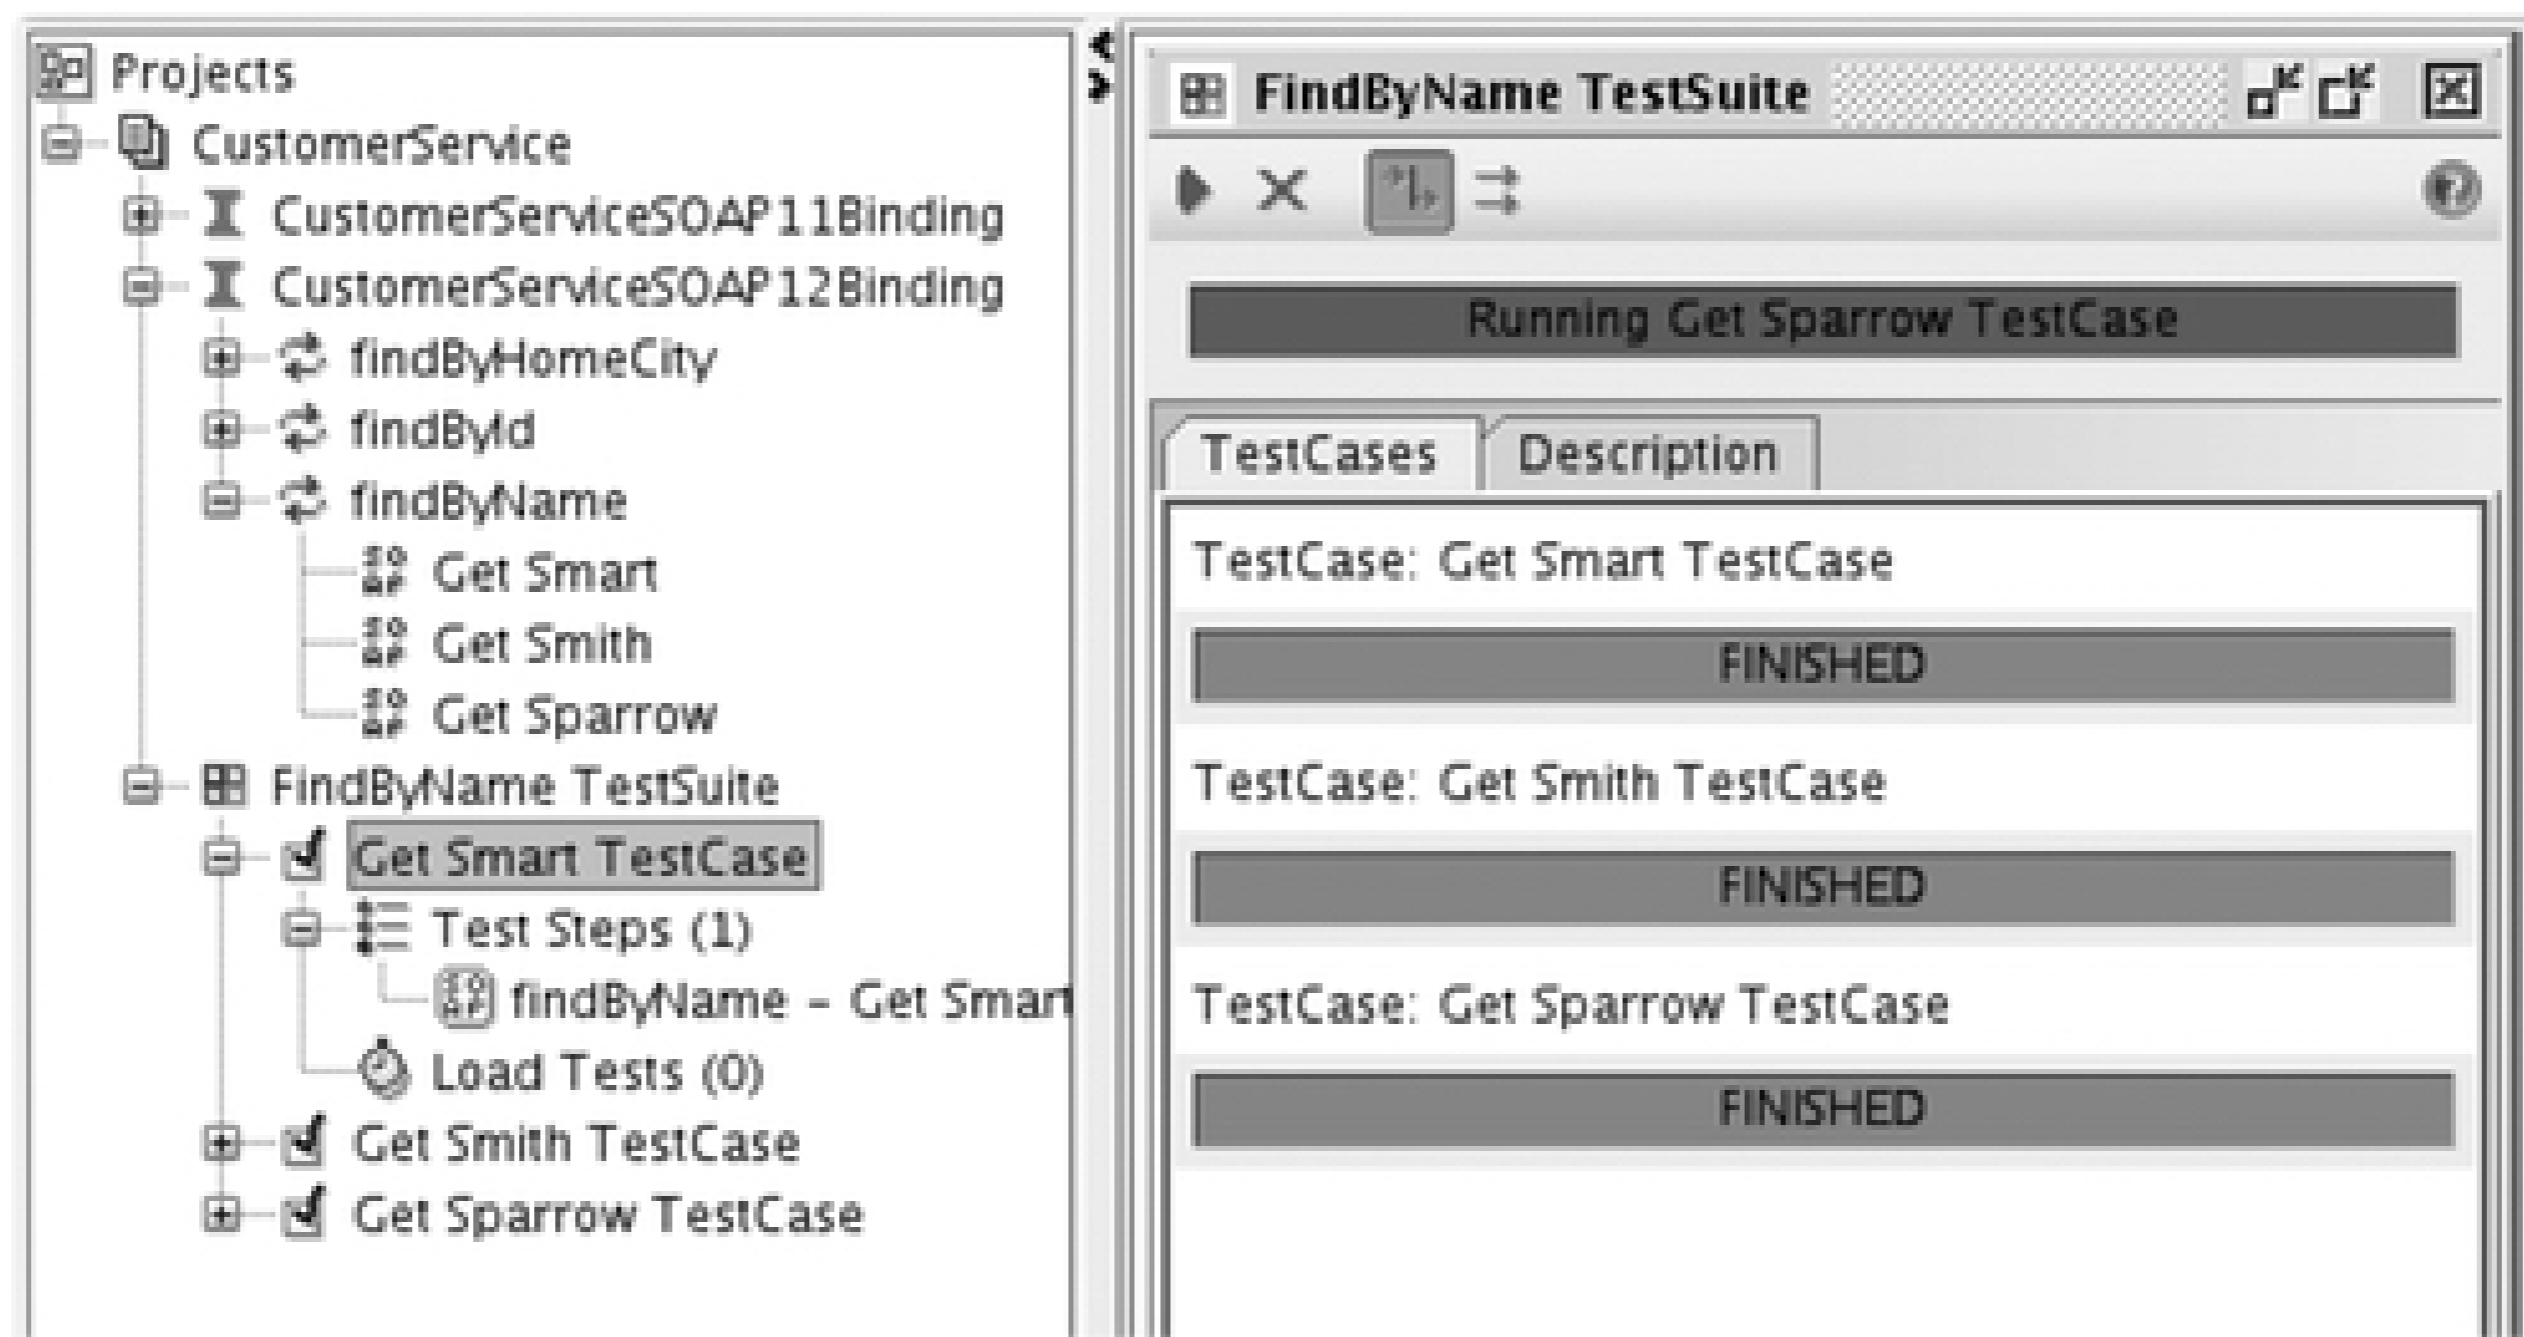 Projects
CustomerService
CustomerServiceSOAP11Binding
CustomerServiceSOAP12Binding
findByHomeCity
findById
findByName
Get Smart
Get Smith
Get Sparrow
FindByName TestSuite
Get Smart TestCase
Test Steps (1)
findByName - Get Smart
Load Tests (0)
Get Smith TestCase
Get Sparrow TestCase
FindByName TestSuite
Running Get Sparrow TestCase
TestCases Description
TestCase: Get Smart TestCase
FINISHED
TestCase: Get Smith TestCase
FINISHED
TestCase: Get Sparrow TestCase
FINISHED